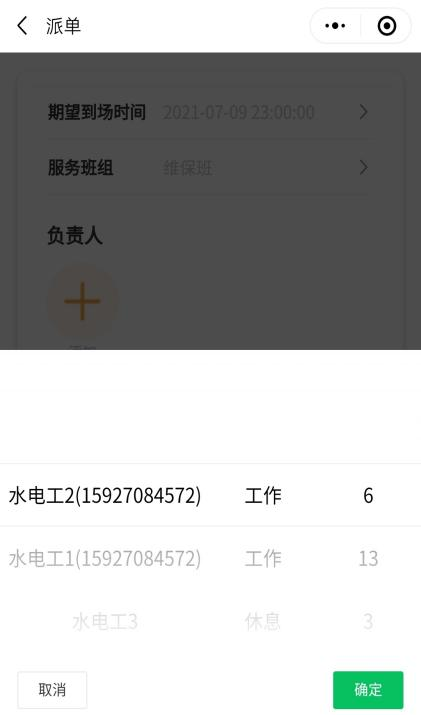 派单
期望到场时间 2021-07-09 23:00:00
服务班组 维保班
负责人
添加
水电工2(15927084572) 工作 6
水电工1(15927084572) 工作 13
水电工3 休息 3
取消 确定